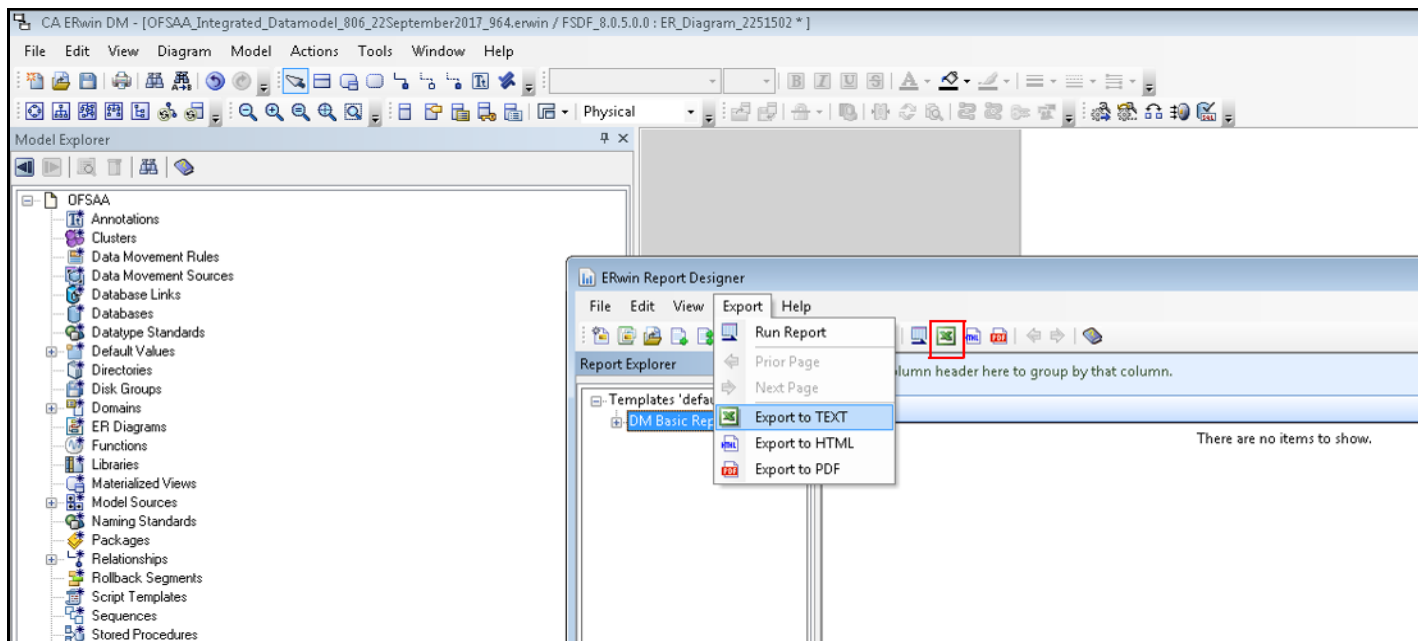 CA ERwin DM - [OFSAA_Integrated_Datamodel_806_22September2017_964.erwin / FSDF_8.0.5.0.0 : ER_Diagram_2251502 * ]
File Edit View Diagram Model Actions Tools Window Help
B I U S A
Physical
Model Explorer
OFSAA
Annotations
Clusters
Data Movement Rules
Data Movement Sources
Database Links
Databases
Datatype Standards
Default Values
Directories
Disk Groups
Domains
ER Diagrams
Functions
Libraries
Materialized Views
Model Sources
Naming Standards
Packages
Relationships
Rollback Segments
Script Templates
Sequences
Stored Procedures
ERwin Report Designer
File Edit View Export Help
Run Report
Prior Page
Next Page
Export to TEXT
Export to HTML
Export to PDF
Report Explorer
Templates 'defau
DM Basic Rep
lumn header here to group by that column.
There are no items to show.